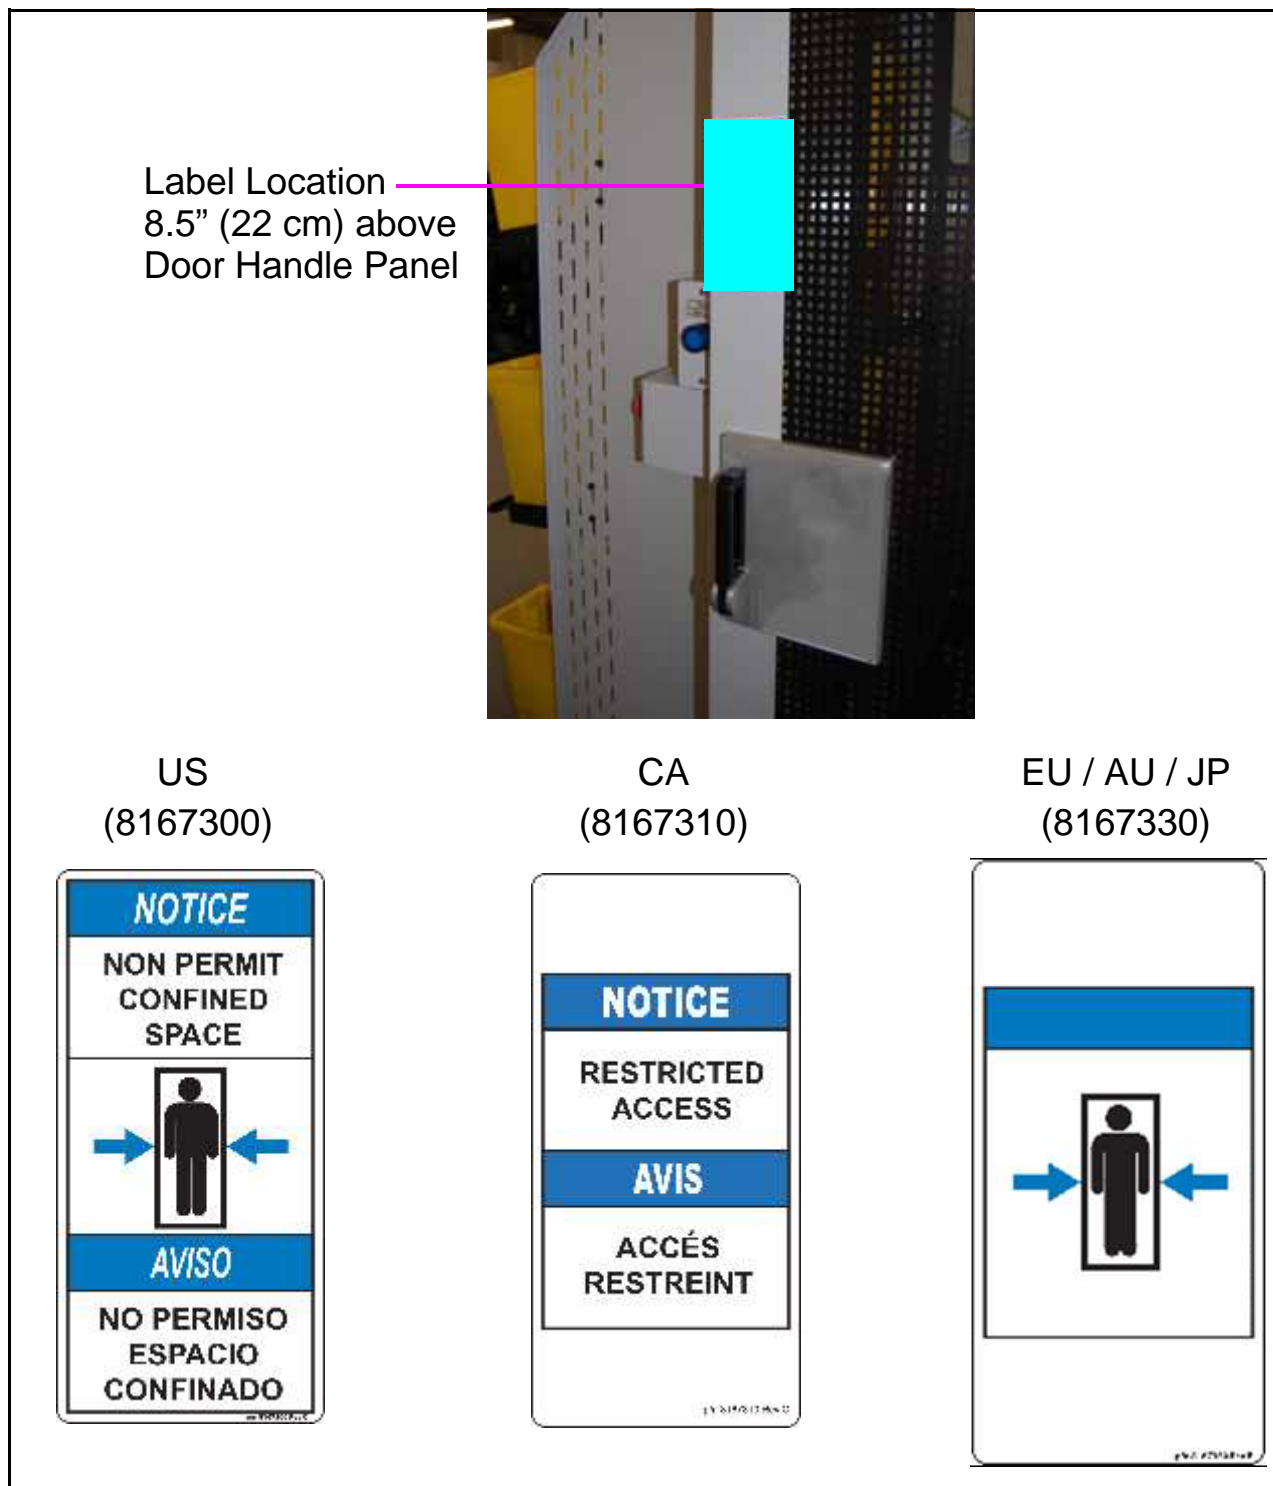 Label Location
8.5” (22 cm) above
Door Handle Panel
US
(8167300)
CA
(8167310)
EU / AU / JP
(8167330)
NOTICE
NON PERMIT
CONFINED
SPACE
AVISO
NO PERMISO
ESPACIO
CONFINADO
NOTICE
RESTRICTED
ACCESS
AVIS
ACCÉS
RESTREINT